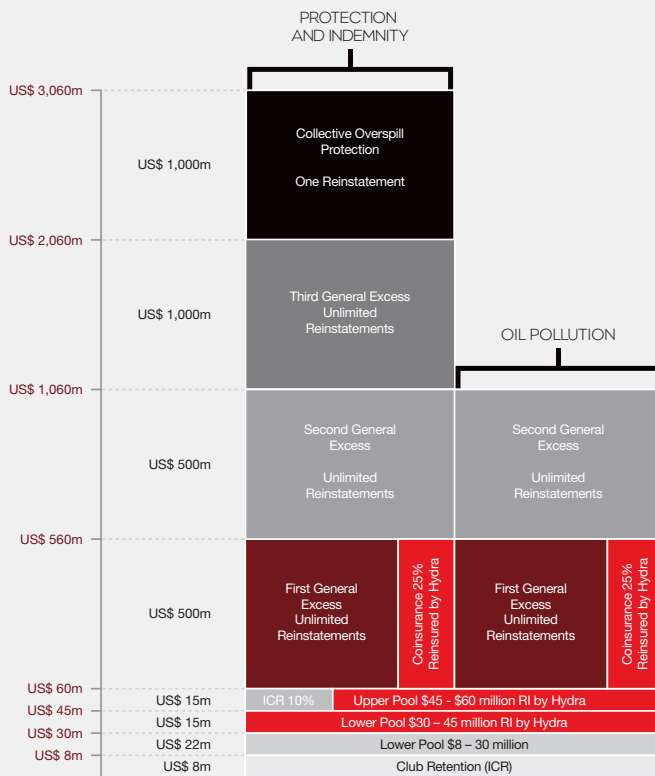 PROTECTION
AND INDEMNITY
US$ 3,060m
Collective Overspill
Protection
One Reinstatement
US$ 1,000m
US$ 2,060m
Third General Excess
Unlimited
Reinstatements
US$ 1,000m
OIL POLLUTION
US$ 1,060m
Second General
Excess
Unlimited
Reinstatements
Second General
Excess
Unlimited
Reinstatements
US$ 500m
US$ 560m
First General
Excess
Unlimited
Reinstatements
Coinsurance 25%
Reinsured by Hydra
First General
Excess
Unlimited
Reinstatements
Coinsurance 25%
Reinsured by Hydra
US$ 500m
US$ 60m
US$ 15m
ICR 10%
Upper Pool $45 - $60 million RI by Hydra
US$ 45m
US$ 15m
Lower Pool $30 – 45 million RI by Hydra
US$ 30m
US$ 22m
Lower Pool $8 – 30 million
US$ 8m
US$ 8m
Club Retention (ICR)